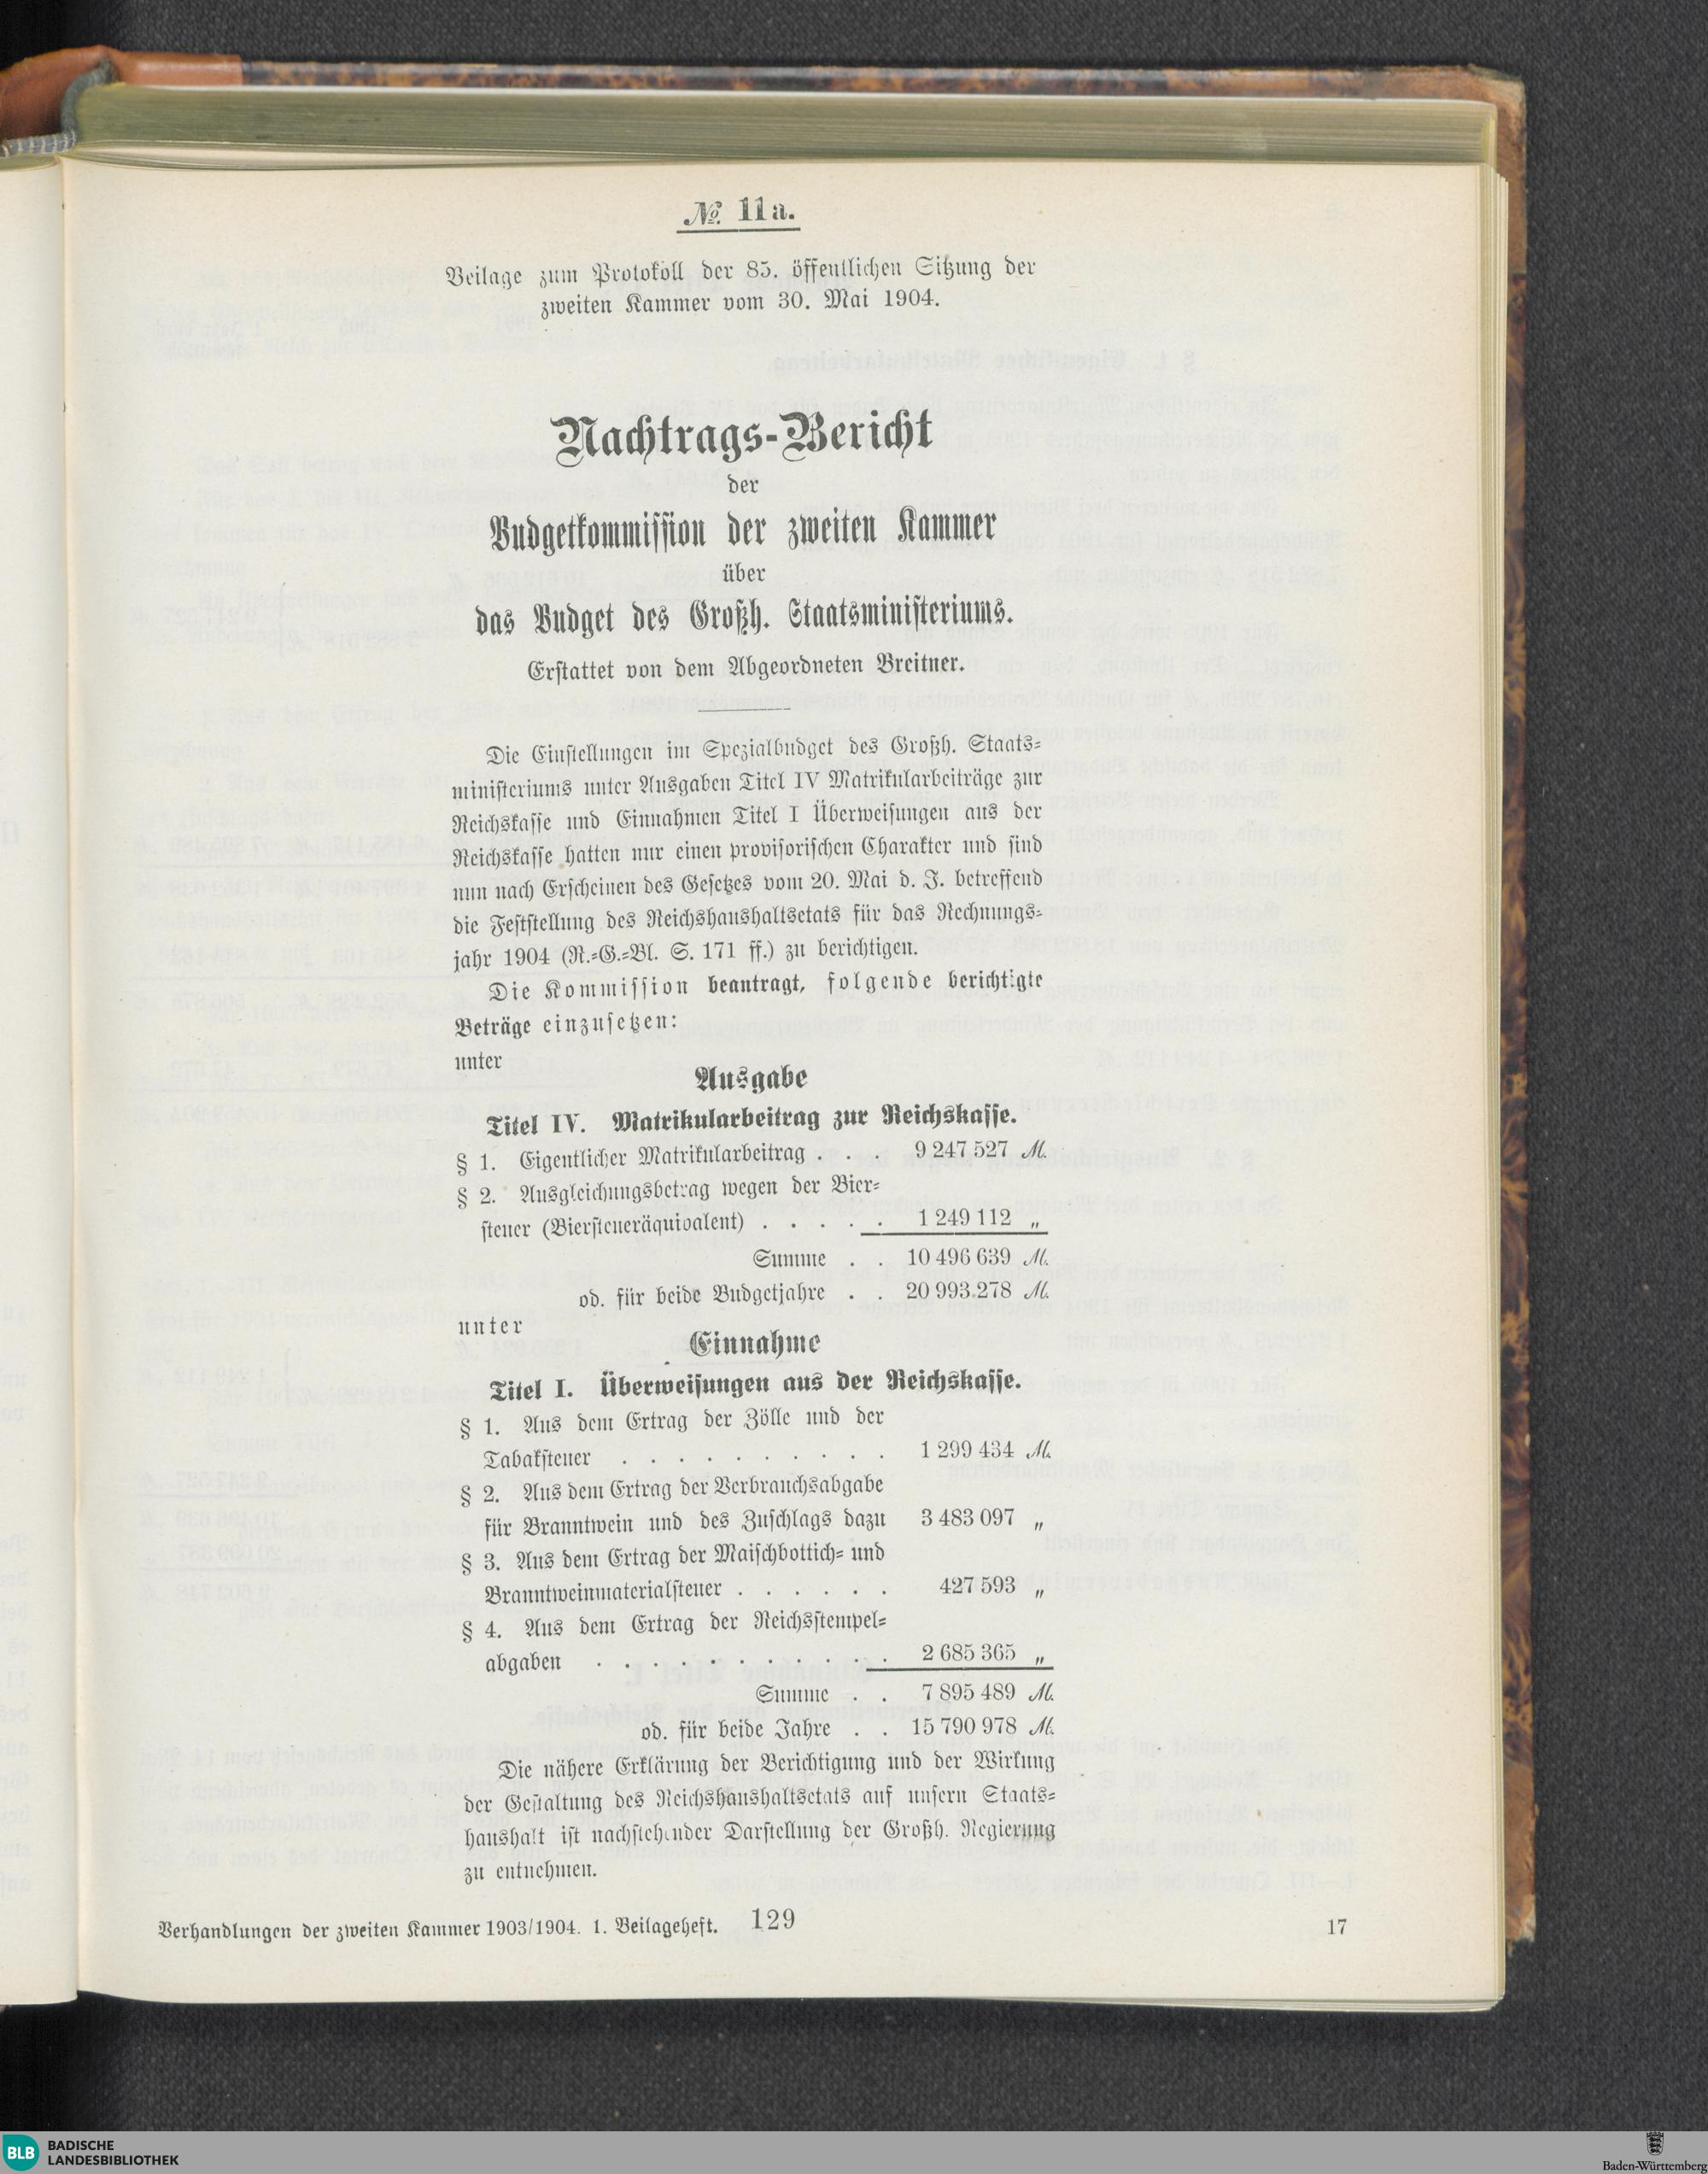 № 11a.
Beilage zum Protokoll der 85. öffentlichen Sitzung der
zweiten Kammer vom 30. Mai 1904.
Nachtrags-Bericht
der
Budgetkommission der zweiten Kammer
über
das Budget des Großh. Staatsministeriums.
Erstattet von dem Abgeordneten Breitner.
Die Einstellungen im Spezialbudget des Großh. Staats-
ministeriums unter Ausgaben Titel IV Matrikularbeiträge zur
Reichskasse und Einnahmen Titel I Überweisungen aus der
Reichskasse hatten nur einen provisorischen Charakter und sind
nun nach Erscheinen des Gesetzes vom 20. Mai d. J. betreffend
die Feststellung des Reichshaushaltsetats für das Rechnungs-
jahr 1904 (R.-G.-Bl. S. 171 ff.) zu berichtigen.
Die Kommission beantragt, folgende berichtigte
Beträge einzusetzen:
unter
Ausgabe
Titel IV. Matrikularbeitrag zur Reichskasse.
§ 1. Eigentlicher Matrikularbeitrag . . . 9 247 527 M.
§ 2. Ausgleichungsbetrag wegen der Bier-
steuer (Biersteueräquivalent) . . . . . 1 249 112 „
Summe . . 10 496 639 M.
od. für beide Budgetjahre . . 20 993.278 M.
unter
Einnahme
Titel I. Überweisungen aus der Reichskasse.
§ 1. Aus dem Ertrag der Zölle und der
Tabaksteuer . . . . . . . . . . 1 299 434 M.
§ 2. Aus dem Ertrag der Verbrauchsabgabe
für Branntwein und des Zuschlags dazu 3 483 097 „
§ 3. Aus dem Ertrag der Maischbottich- und
Branntweinmaterialsteuer . . . . . . 427 593 „
§ 4. Aus dem Ertrag der Reichsstempel-
abgaben . . . . . . . . . . . 2 685 365 „
Summe . . 7 895 489 M.
od. für beide Jahre . . 15 790 978 M.
Die nähere Erklärung der Berichtigung und der Wirkung
der Gestaltung des Reichshaushaltsetats auf unsern Staats-
haushalt ist nachstehender Darstellung der Großh. Regierung
zu entnehmen.
Verhandlungen der zweiten Kammer 1903/1904. 1. Beilageheft. 129 17
BLB BADISCHE
LANDESBIBLIOTHEK
Baden-Württemberg